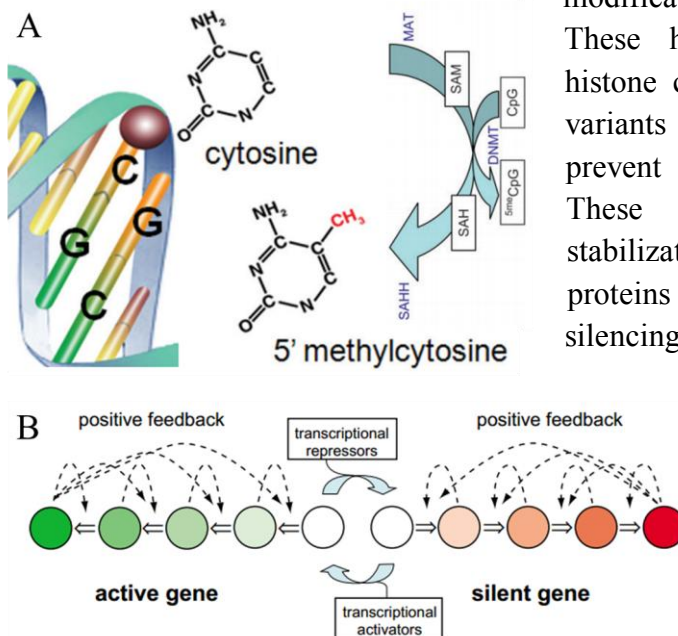 A
NH₂
C
N C
C C
O N
cytosine
C
G
G
C
NH₂ CH₃
C C
N C
C N
O
5' methylcytosine
MAT
SAM
CpG
DNMT
5meCpG
SAH
SAHH
modifica
These h
histone c
variants
prevent
These
stabilizat
proteins
silencing
B
positive feedback
transcriptional
repressors
positive feedback
active gene
silent gene
transcriptional
activators